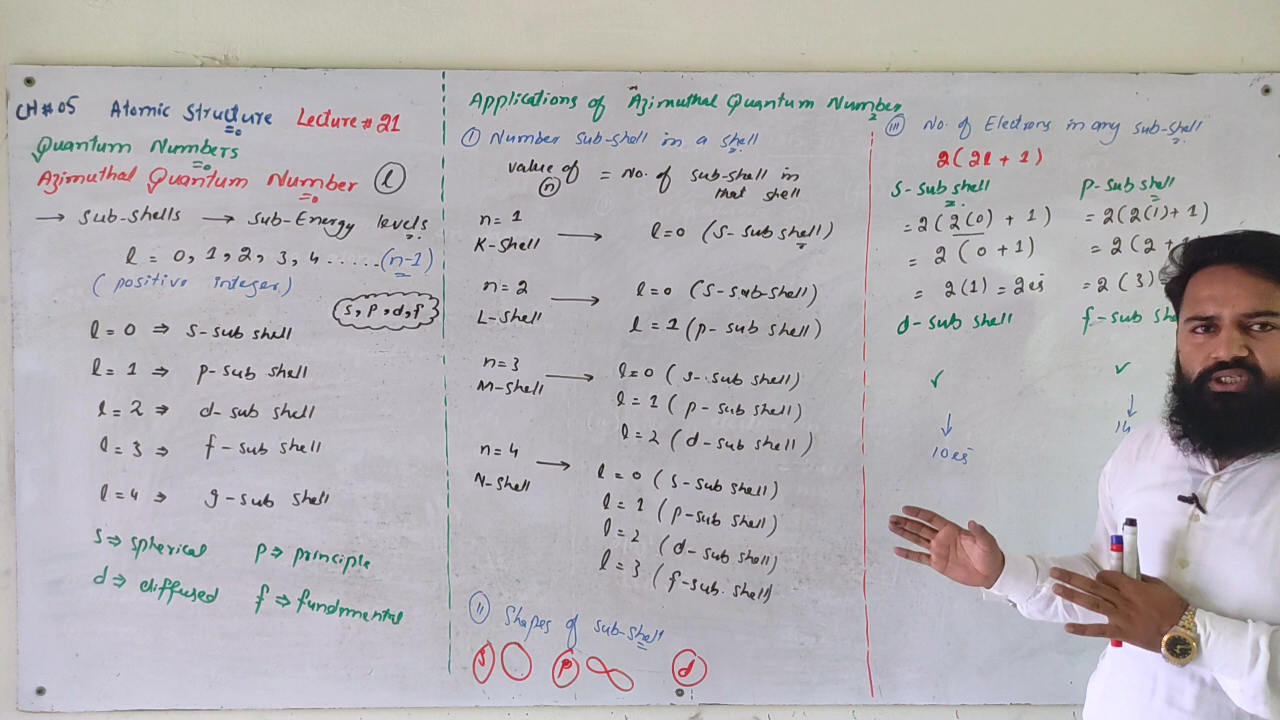 CH#05 Atomic Structure Lecture#21
Quantum Numbers
Azimuthal Quantum Number (l)
→ sub-shells → sub-Energy levels
l = 0, 1, 2, 3, 4 ..... (n-1)
(positive integer)
s, p, d, f
l = 0 ⇒ s-sub shell
l = 1 ⇒ p-sub shell
l = 2 ⇒ d-sub shell
l = 3 ⇒ f-sub shell
l = 4 ⇒ g-sub shell
s ⇒ spherical p ⇒ principle
d ⇒ diffused f ⇒ fundmental
Applications of Azimuthal Quantum Number
(I) Number sub-shell in a shell
value of (n) = No. of sub-shell in that shell
n = 1
K-shell → l=0 (s-sub shell)
n = 2
L-shell → l=0 (s-sub-shell)
l = 1 (p-sub shell)
n = 3
M-shell → l=0 (s-sub shell)
l = 1 (p-sub shell)
l = 2 (d-sub shell)
n = 4
N-shell → l = 0 (s-sub shell)
l = 1 (p-sub shell)
l = 2 (d-sub shell)
l = 3 (f-sub. shell)
(II) Shapes of sub-shell
s p d
(III) No. of Electrons in any sub-shell
2(2l + 1)
s-sub shell
= 2(2(0) + 1)
= 2(0+1)
= 2(1) = 2es
p-sub shell
= 2(2(1)+1)
= 2(2+
= 2(3)
d-sub shell
✓
↓
10es
f-sub
✓
↓
14